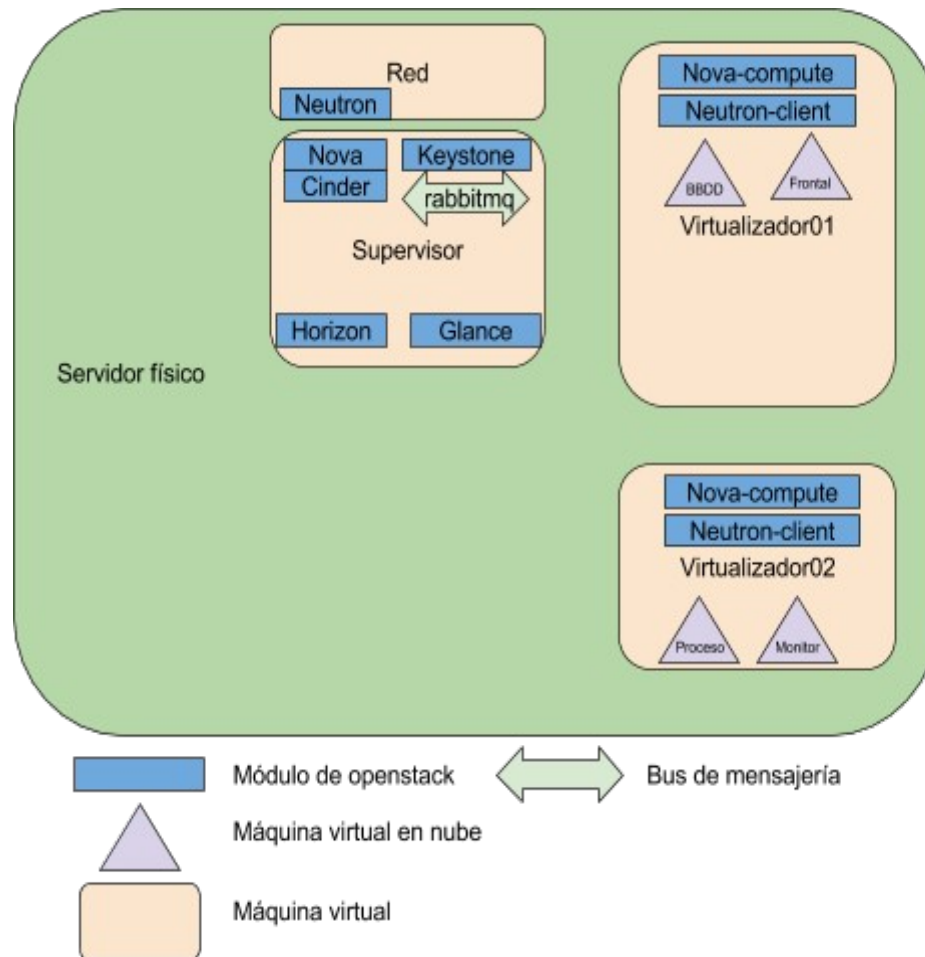 Red
Neutron
Nova
Keystone
Cinder
rabbitmq
Supervisor
Horizon
Glance
Servidor físico
Nova-compute
Neutron-client
BBDD
Frontal
Virtualizador01
Nova-compute
Neutron-client
Virtualizador02
Proceso
Monitor
Módulo de openstack
Bus de mensajería
Máquina virtual en nube
Máquina virtual